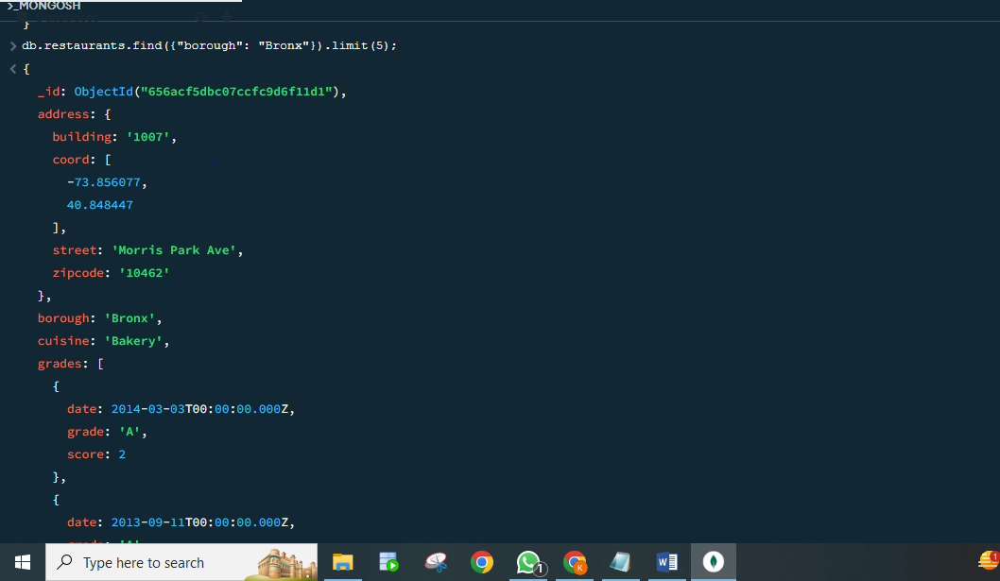 >_MONGOSH
}
> db.restaurants.find({"borough": "Bronx"}).limit(5);
< {
_id: ObjectId("656acf5dbc07ccfc9d6f11d1"),
address: {
building: '1007',
coord: [
-73.856077,
40.848447
],
street: 'Morris Park Ave',
zipcode: '10462'
},
borough: 'Bronx',
cuisine: 'Bakery',
grades: [
{
date: 2014-03-03T00:00:00.000Z,
grade: 'A',
score: 2
},
{
date: 2013-09-11T00:00:00.000Z,
Type here to search
1
K
W
1